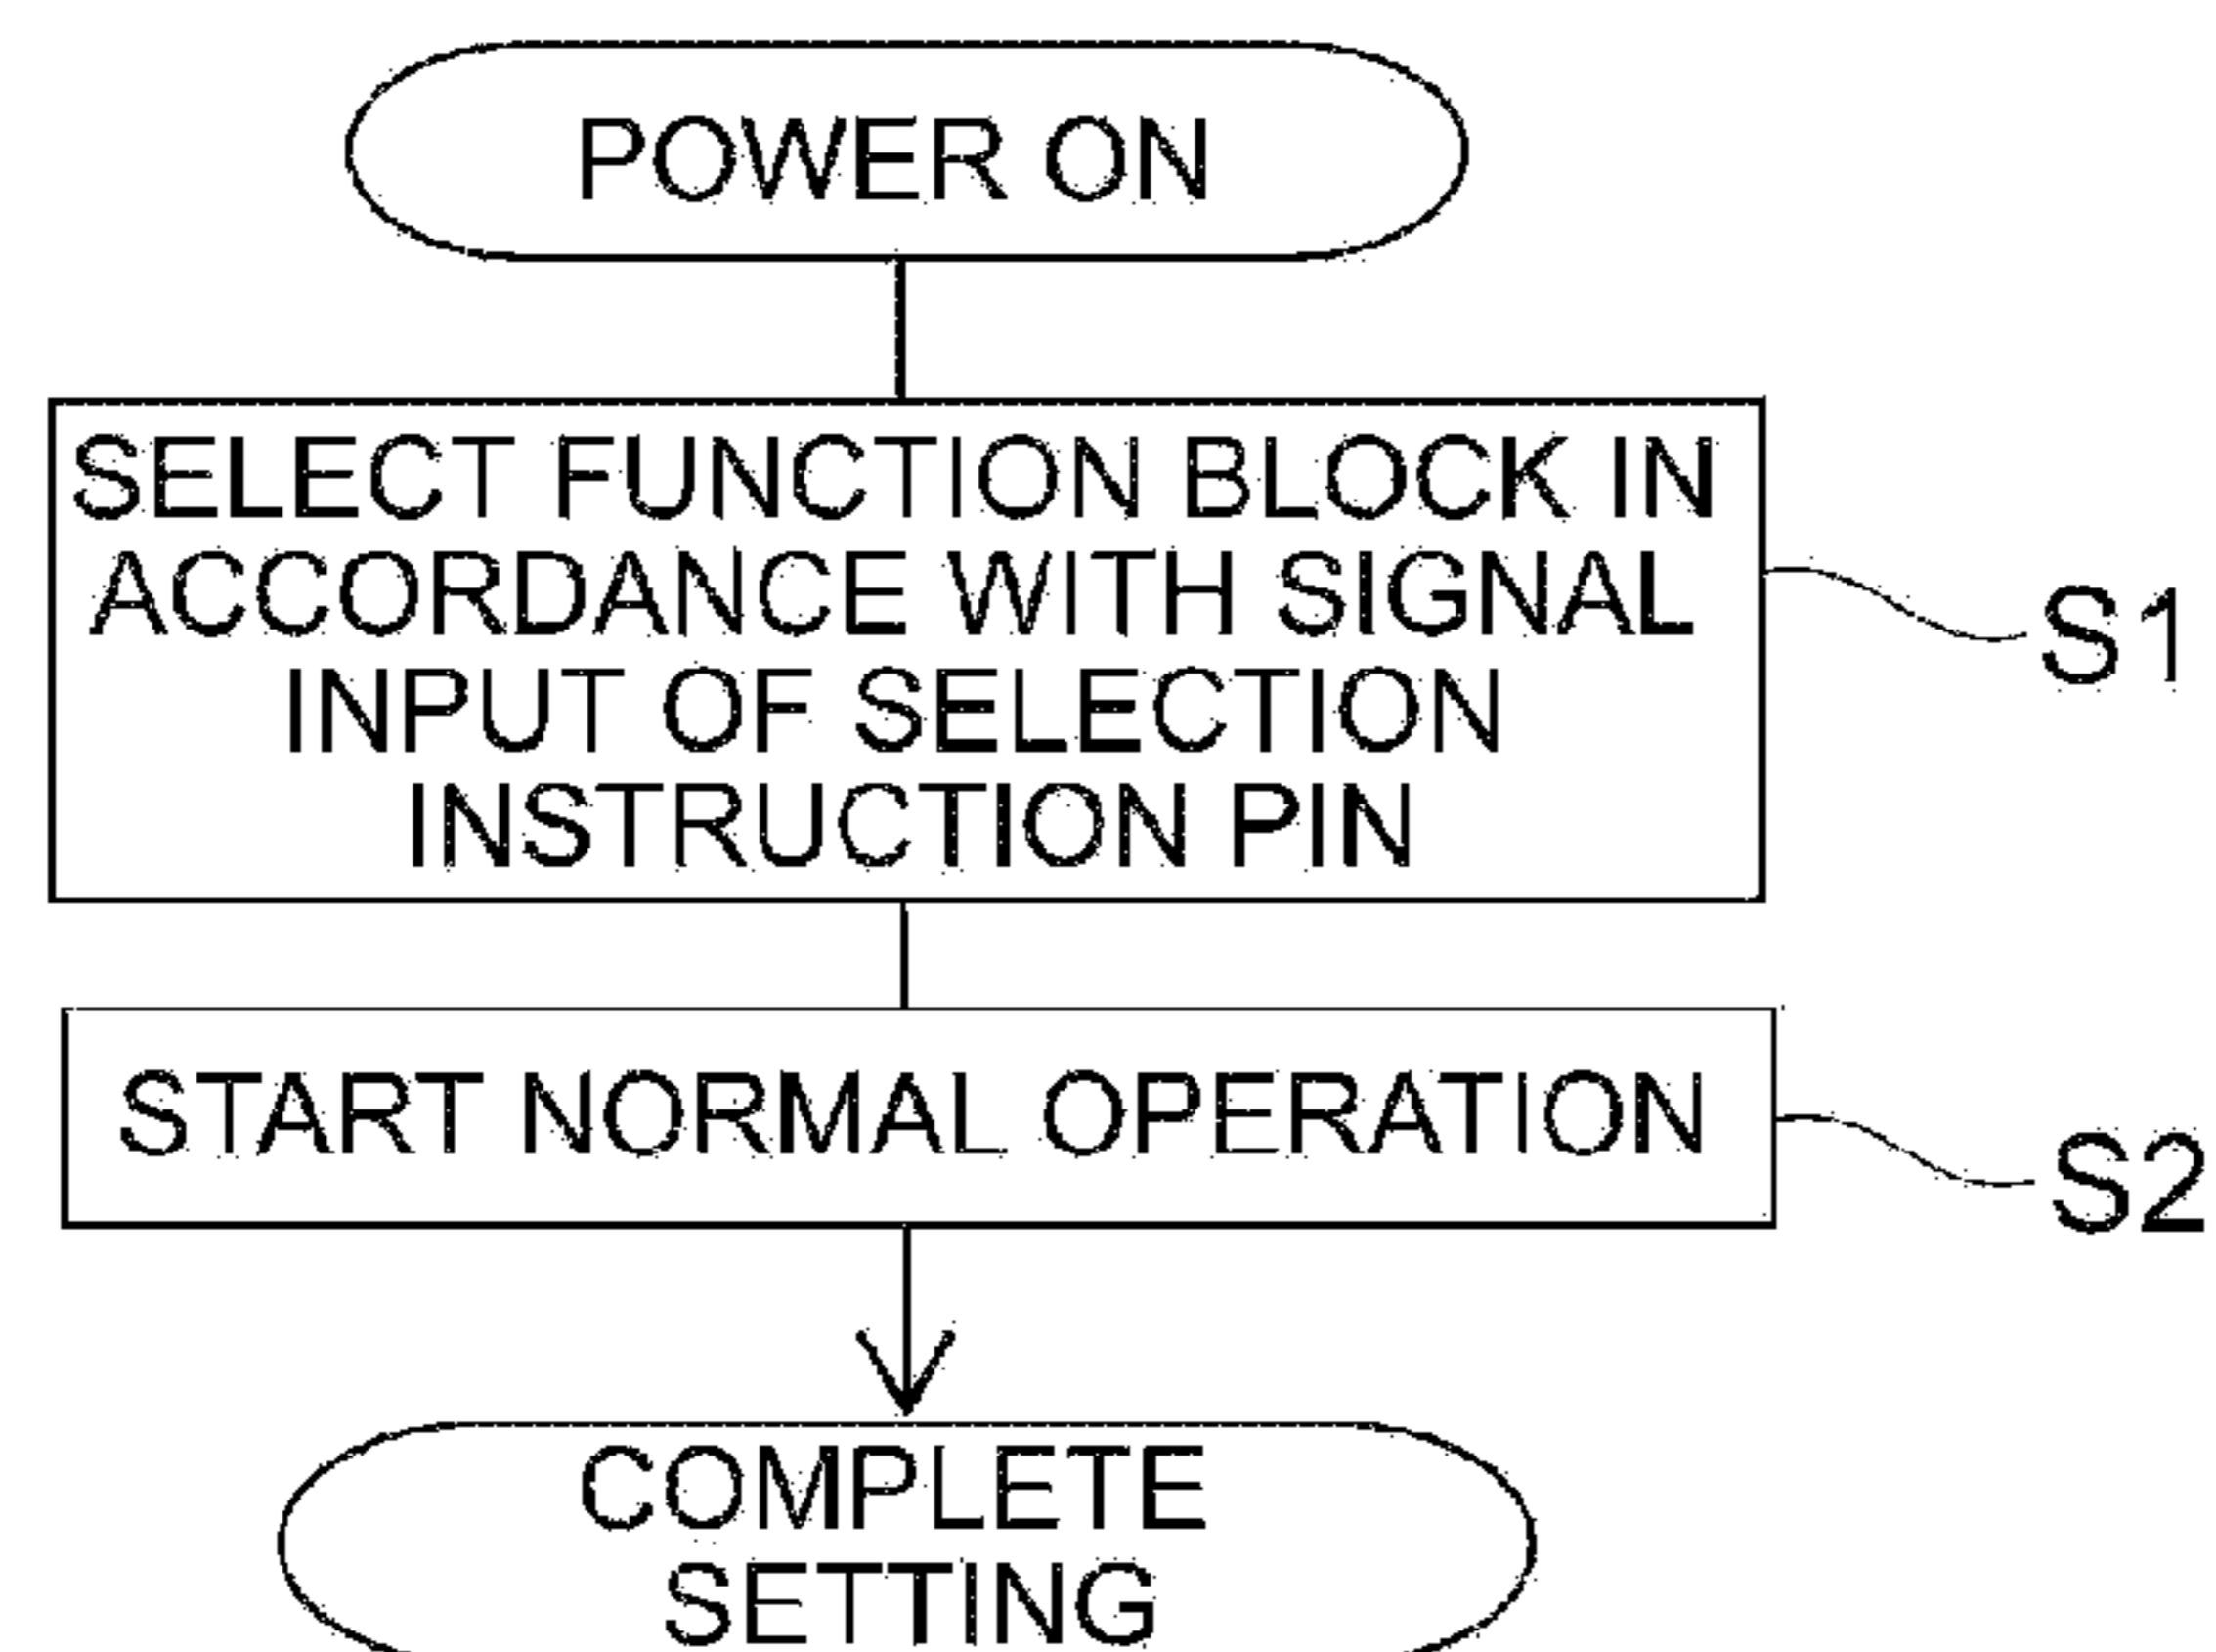 POWER ON
SELECT FUNCTION BLOCK IN
ACCORDANCE WITH SIGNAL
INPUT OF SELECTION
INSTRUCTION PIN
S1
START NORMAL OPERATION
S2
COMPLETE
SETTING